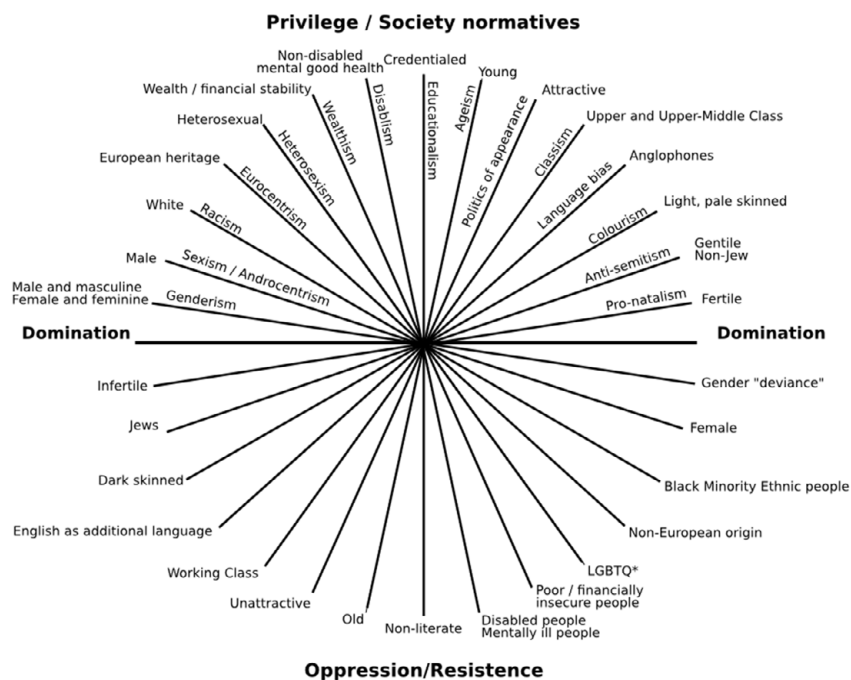 Privilege / Society normatives
Non-disabled
mental good health
Credentialed
Young
Wealth / financial stability
Attractive
Heterosexual
Upper and Upper-Middle Class
European heritage
Anglophones
White
Light, pale skinned
Male
Gentile
Non-Jew
Male and masculine
Female and feminine
Fertile
Genderism
Sexism / Androcentrism
Racism
Eurocentrism
Heterosexism
Wealthism
Disablism
Educationalism
Ageism
Politics of appearance
Classism
Language bias
Colourism
Anti-semitism
Pro-natalism
Domination
Domination
Infertile
Gender "deviance"
Jews
Female
Dark skinned
Black Minority Ethnic people
English as additional language
Non-European origin
Working Class
LGBTQ*
Unattractive
Poor / financially
insecure people
Old
Non-literate
Disabled people
Mentally ill people
Oppression/Resistance